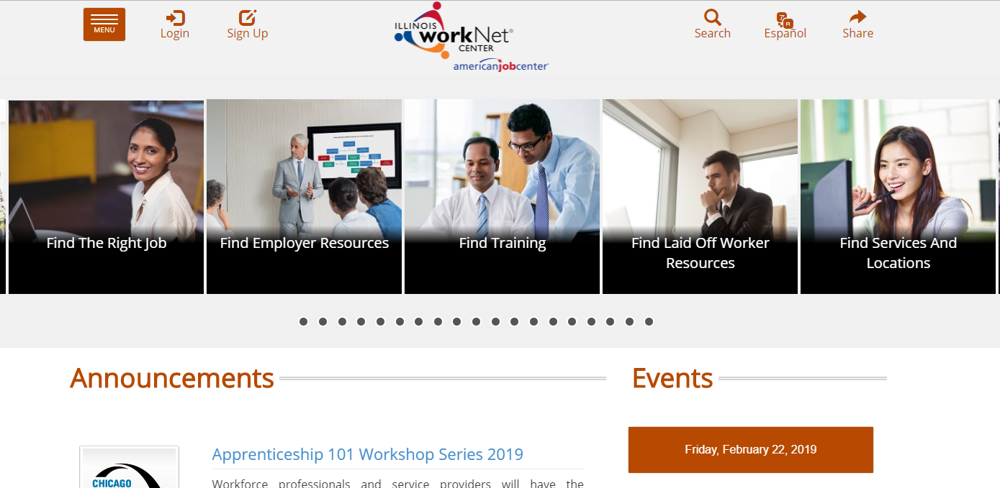 MENU
Login
Sign Up
ILLINOIS
workNet®
CENTER
americanjobcenter
Search
Español
Share
Find The Right Job
Find Employer Resources
Find Training
Find Laid Off Worker
Resources
Find Services And
Locations
Announcements
Events
Friday, February 22, 2019
Apprenticeship 101 Workshop Series 2019
CHICAGO
Workforce professionals and service providers will have the